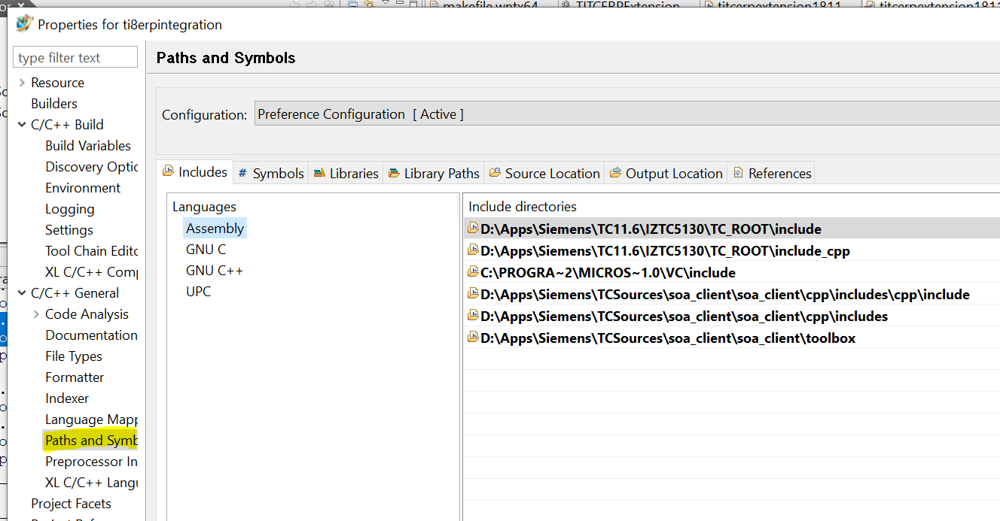 makefile.wntx64
TITCERPExtension
titcerpextension1811
Properties for ti8erpintegration
type filter text
Resource
Builders
C/C++ Build
Build Variables
Discovery Optic
Environment
Logging
Settings
Tool Chain Editc
XL C/C++ Comp
C/C++ General
Code Analysis
Documentation
File Types
Formatter
Indexer
Language Mapp
Paths and Symb
Preprocessor In
XL C/C++ Langu
Project Facets
Paths and Symbols
Configuration: Preference Configuration [ Active ]
Includes # Symbols Libraries Library Paths Source Location Output Location References
Languages
Assembly
GNU C
GNU C++
UPC
Include directories
D:\Apps\Siemens\TC11.6\IZTC5130\TC_ROOT\include
D:\Apps\Siemens\TC11.6\IZTC5130\TC_ROOT\include_cpp
C:\PROGRA~2\MICROS~1.0\VC\include
D:\Apps\Siemens\TCSources\soa_client\soa_client\cpp\includes\cpp\include
D:\Apps\Siemens\TCSources\soa_client\soa_client\cpp\includes
D:\Apps\Siemens\TCSources\soa_client\soa_client\toolbox